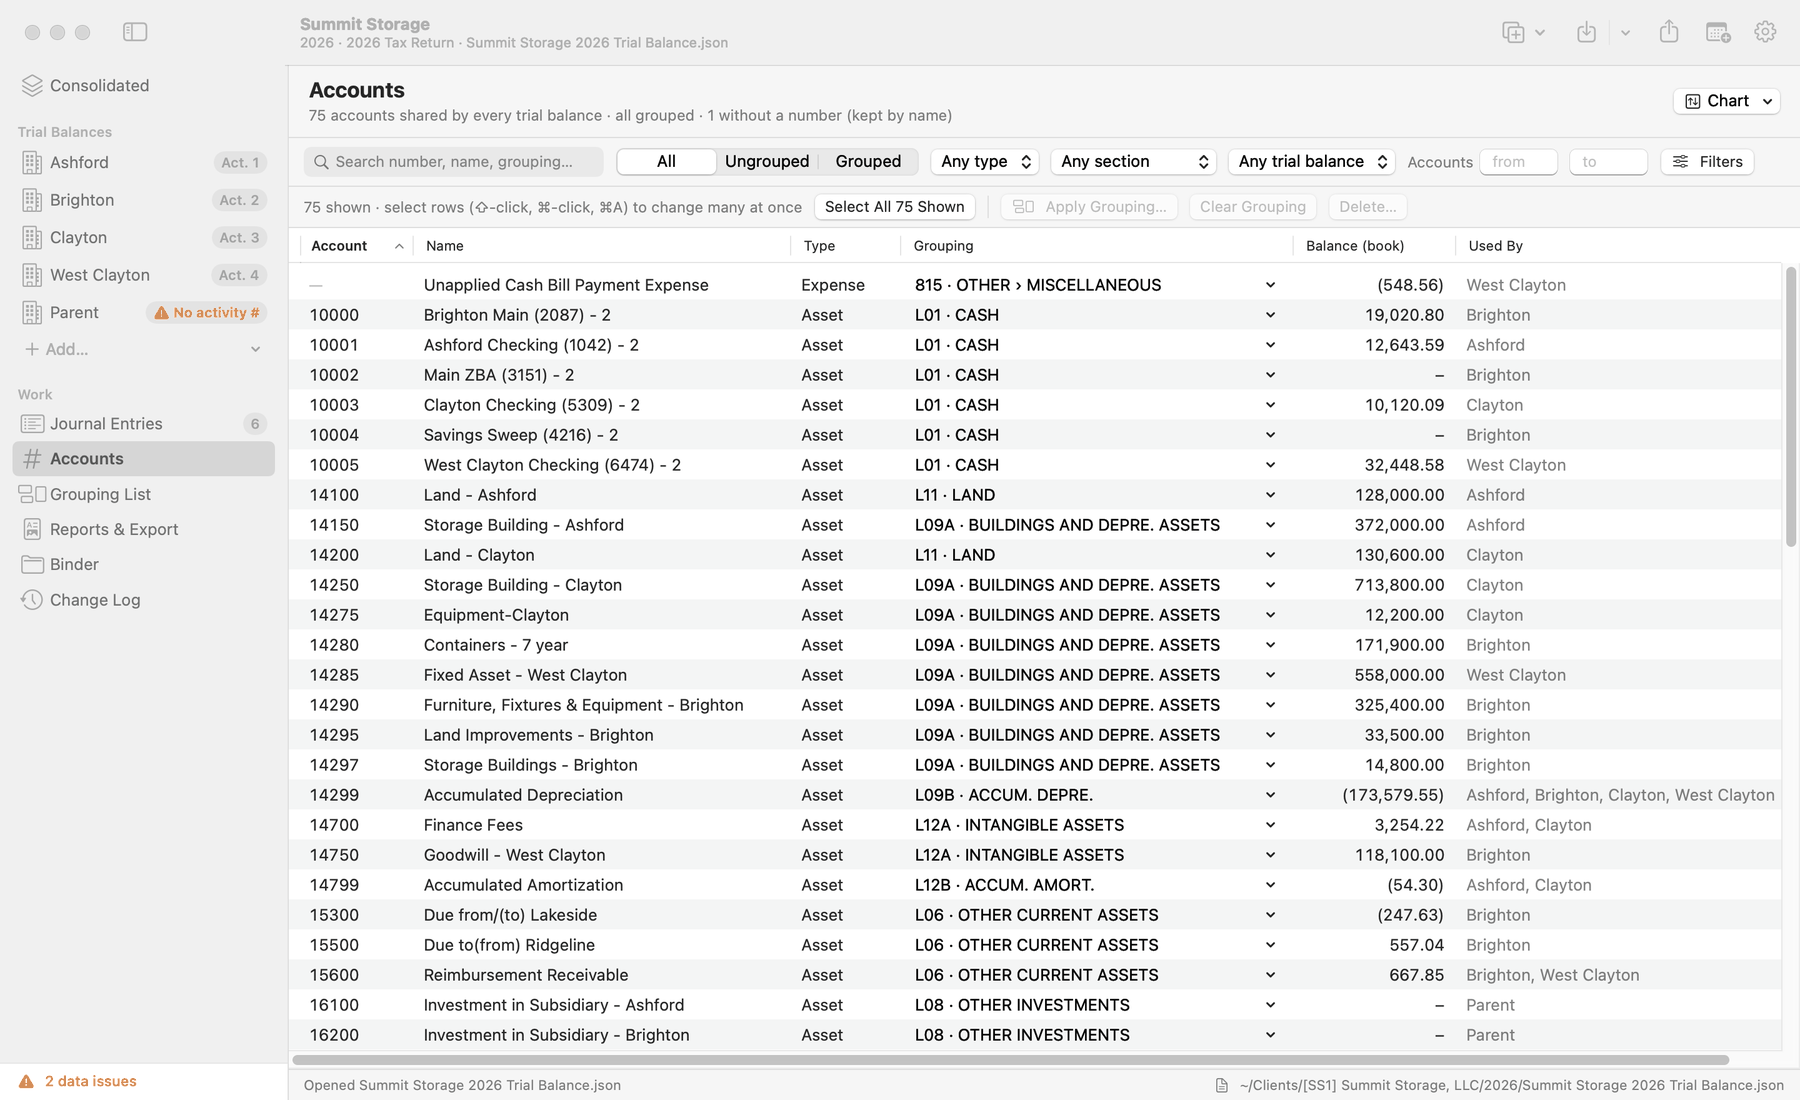 Summit Storage
2026 · 2026 Tax Return · Summit Storage 2026 Trial Balance.json
Consolidated
Trial Balances
Ashford Act. 1
Brighton Act. 2
Clayton Act. 3
West Clayton Act. 4
Parent No activity #
Add...
Work
Journal Entries 6
Accounts
Grouping List
Reports & Export
Binder
Change Log
2 data issues
Accounts
75 accounts shared by every trial balance · all grouped · 1 without a number (kept by name)
Chart
Search number, name, grouping... All Ungrouped Grouped Any type Any section Any trial balance Accounts from to Filters
75 shown · select rows (⇧-click, ⌘-click, ⌘A) to change many at once Select All 75 Shown Apply Grouping... Clear Grouping Delete...
Account Name Type Grouping Balance (book) Used By
— Unapplied Cash Bill Payment Expense Expense 815 · OTHER › MISCELLANEOUS (548.56) West Clayton
10000 Brighton Main (2087) - 2 Asset L01 · CASH 19,020.80 Brighton
10001 Ashford Checking (1042) - 2 Asset L01 · CASH 12,643.59 Ashford
10002 Main ZBA (3151) - 2 Asset L01 · CASH – Brighton
10003 Clayton Checking (5309) - 2 Asset L01 · CASH 10,120.09 Clayton
10004 Savings Sweep (4216) - 2 Asset L01 · CASH – Brighton
10005 West Clayton Checking (6474) - 2 Asset L01 · CASH 32,448.58 West Clayton
14100 Land - Ashford Asset L11 · LAND 128,000.00 Ashford
14150 Storage Building - Ashford Asset L09A · BUILDINGS AND DEPRE. ASSETS 372,000.00 Ashford
14200 Land - Clayton Asset L11 · LAND 130,600.00 Clayton
14250 Storage Building - Clayton Asset L09A · BUILDINGS AND DEPRE. ASSETS 713,800.00 Clayton
14275 Equipment-Clayton Asset L09A · BUILDINGS AND DEPRE. ASSETS 12,200.00 Clayton
14280 Containers - 7 year Asset L09A · BUILDINGS AND DEPRE. ASSETS 171,900.00 Brighton
14285 Fixed Asset - West Clayton Asset L09A · BUILDINGS AND DEPRE. ASSETS 558,000.00 West Clayton
14290 Furniture, Fixtures & Equipment - Brighton Asset L09A · BUILDINGS AND DEPRE. ASSETS 325,400.00 Brighton
14295 Land Improvements - Brighton Asset L09A · BUILDINGS AND DEPRE. ASSETS 33,500.00 Brighton
14297 Storage Buildings - Brighton Asset L09A · BUILDINGS AND DEPRE. ASSETS 14,800.00 Brighton
14299 Accumulated Depreciation Asset L09B · ACCUM. DEPRE. (173,579.55) Ashford, Brighton, Clayton, West Clayton
14700 Finance Fees Asset L12A · INTANGIBLE ASSETS 3,254.22 Ashford, Clayton
14750 Goodwill - West Clayton Asset L12A · INTANGIBLE ASSETS 118,100.00 Brighton
14799 Accumulated Amortization Asset L12B · ACCUM. AMORT. (54.30) Ashford, Clayton
15300 Due from/(to) Lakeside Asset L06 · OTHER CURRENT ASSETS (247.63) Brighton
15500 Due to(from) Ridgeline Asset L06 · OTHER CURRENT ASSETS 557.04 Brighton
15600 Reimbursement Receivable Asset L06 · OTHER CURRENT ASSETS 667.85 Brighton, West Clayton
16100 Investment in Subsidiary - Ashford Asset L08 · OTHER INVESTMENTS – Parent
16200 Investment in Subsidiary - Brighton Asset L08 · OTHER INVESTMENTS – Parent
Opened Summit Storage 2026 Trial Balance.json ~/Clients/[SS1] Summit Storage, LLC/2026/Summit Storage 2026 Trial Balance.json